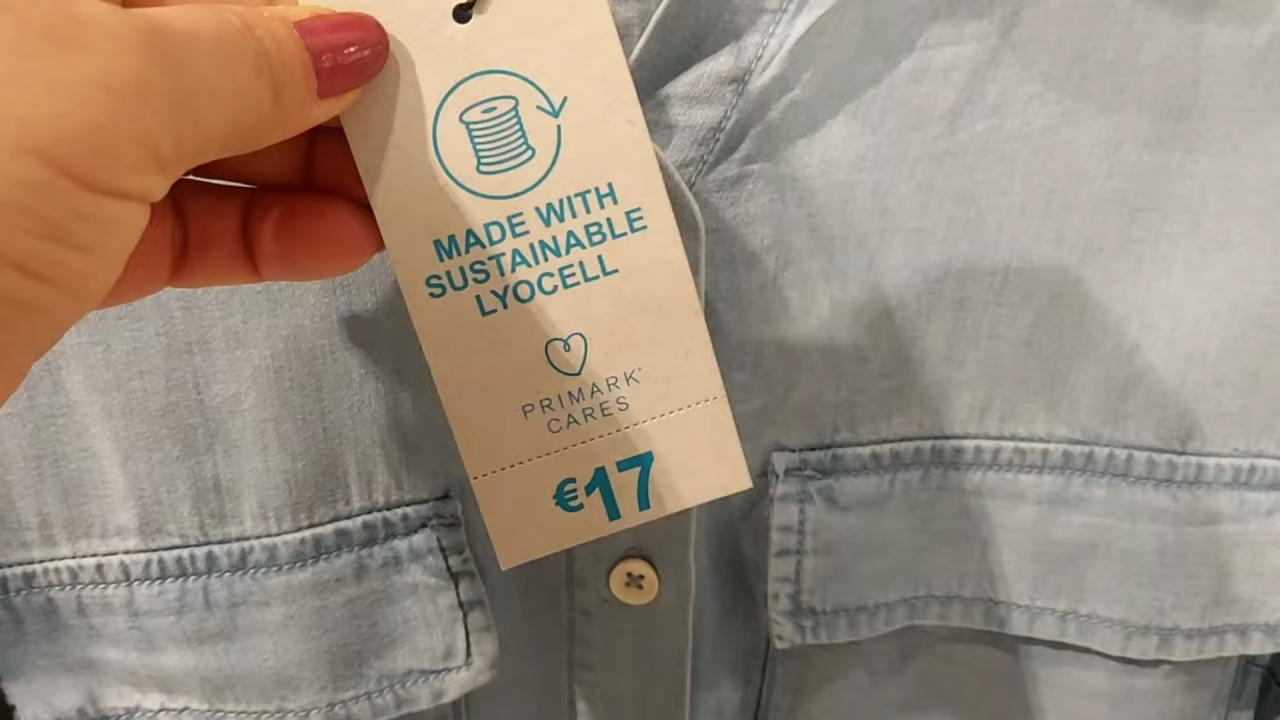 MADE WITH
SUSTAINABLE
LYOCELL
PRIMARK®
CARES
€17